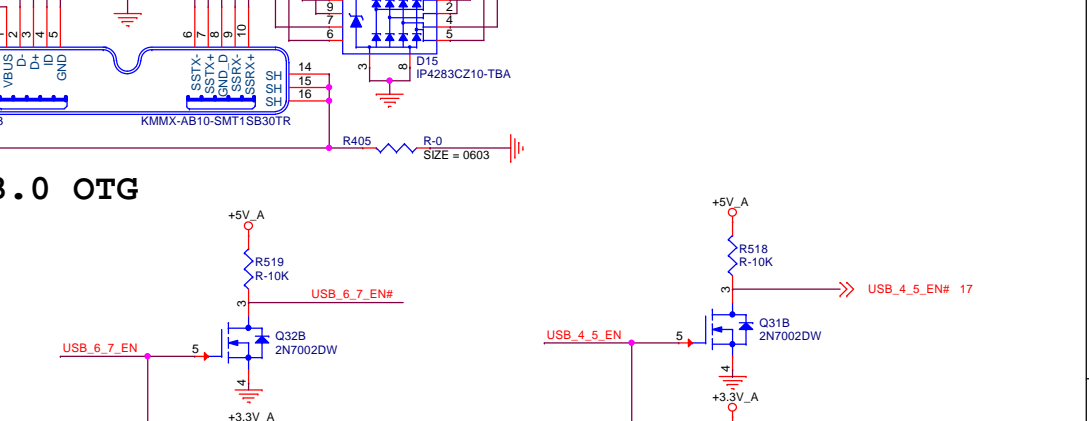 9
7
6
2
4
5
3
8
D15
IP4283CZ10-TBA
2
3
4
5
6
7
8
9
10
VBUS
D-
D+
ID
GND
SSTX-
SSTX+
GND_D
SSRX-
SSRX+
SH 14
SH 15
SH 16
KMMX-AB10-SMT1SB30TR
R405
R-0
SIZE = 0603
3.0 OTG
+5V_A
R519
R-10K
3
USB_6_7_EN#
Q32B
2N7002DW
USB_6_7_EN
5
4
+3.3V_A
+5V_A
R518
R-10K
3
USB_4_5_EN# 17
Q31B
2N7002DW
USB_4_5_EN
5
4
+3.3V_A